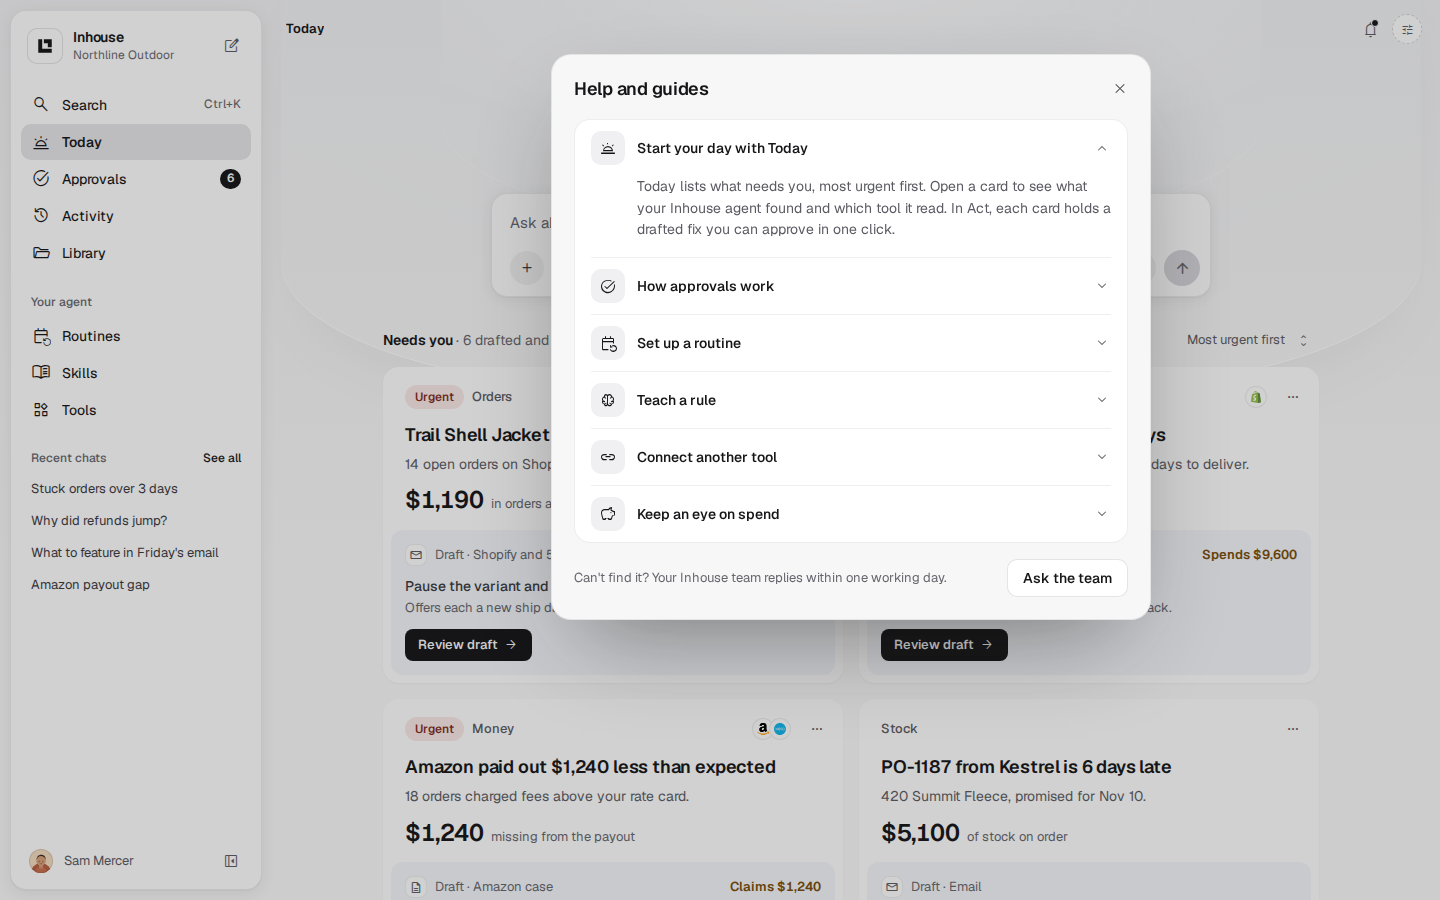 Inhouse
Northline Outdoor
Search Ctrl+K
Today
Approvals 6
Activity
Library
Your agent
Routines
Skills
Tools
Recent chats See all
Stuck orders over 3 days
Why did refunds jump?
What to feature in Friday's email
Amazon payout gap
Sam Mercer
Today
Help and guides
Start your day with Today
Today lists what needs you, most urgent first. Open a card to see what
your Inhouse agent found and which tool it read. In Act, each card holds a
drafted fix you can approve in one click.
How approvals work
Set up a routine
Teach a rule
Connect another tool
Keep an eye on spend
Can't find it? Your Inhouse team replies within one working day.
Ask the team
Needs you · 6 drafted and
Most urgent first
Urgent Orders
Trail Shell Jacket
14 open orders on
$1,190 in orders
Draft · Shopify and
Pause the variant and
Offers each a new ship
Review draft
days to deliver.
Spends $9,600
Review draft
Urgent Money
Amazon paid out $1,240 less than expected
18 orders charged fees above your rate card.
$1,240 missing from the payout
Draft · Amazon case Claims $1,240
Stock
PO-1187 from Kestrel is 6 days late
420 Summit Fleece, promised for Nov 10.
$5,100 of stock on order
Draft · Email